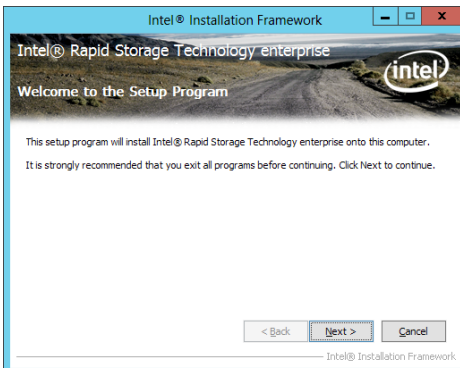 Intel® Installation Framework
Intel® Rapid Storage Technology enterprise
intel
Welcome to the Setup Program
This setup program will install Intel® Rapid Storage Technology enterprise onto this computer.
It is strongly recommended that you exit all programs before continuing. Click Next to continue.
< Back Next > Cancel
Intel® Installation Framework